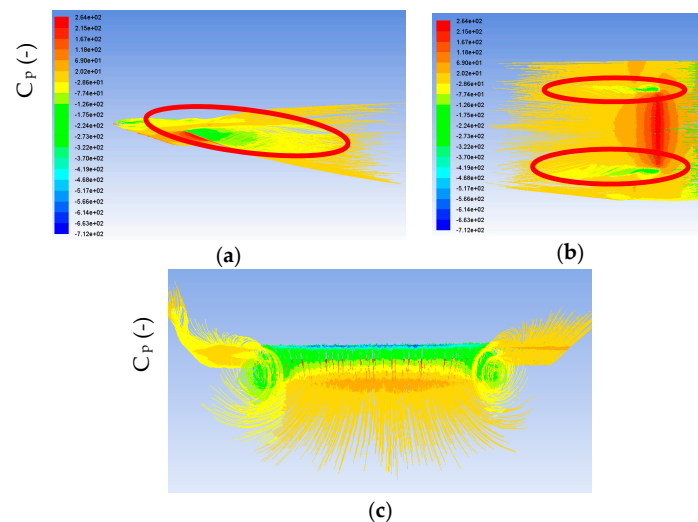 C p (-)
2.64e+02
2.15e+02
1.67e+02
1.18e+02
6.90e+01
2.02e+01
-2.86e+01
-7.74e+01
-1.26e+02
-1.75e+02
-2.24e+02
-2.73e+02
-3.22e+02
-3.70e+02
-4.19e+02
-4.68e+02
-5.17e+02
-5.66e+02
-6.14e+02
-6.63e+02
-7.12e+02
(a)
2.64e+02
2.15e+02
1.67e+02
1.18e+02
6.90e+01
2.02e+01
-2.86e+01
-7.74e+01
-1.26e+02
-1.75e+02
-2.24e+02
-2.73e+02
-3.22e+02
-3.70e+02
-4.19e+02
-4.68e+02
-5.17e+02
-5.66e+02
-6.14e+02
-6.63e+02
-7.12e+02
(b)
C p (-)
(c)